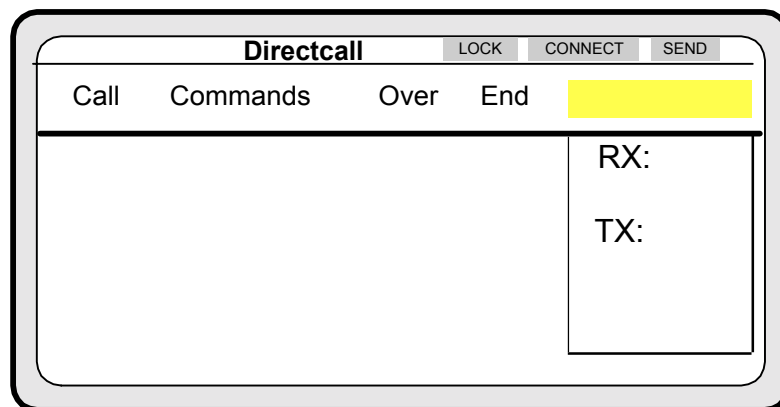 Directcall LOCK CONNECT SEND
Call Commands Over End
RX:
TX: